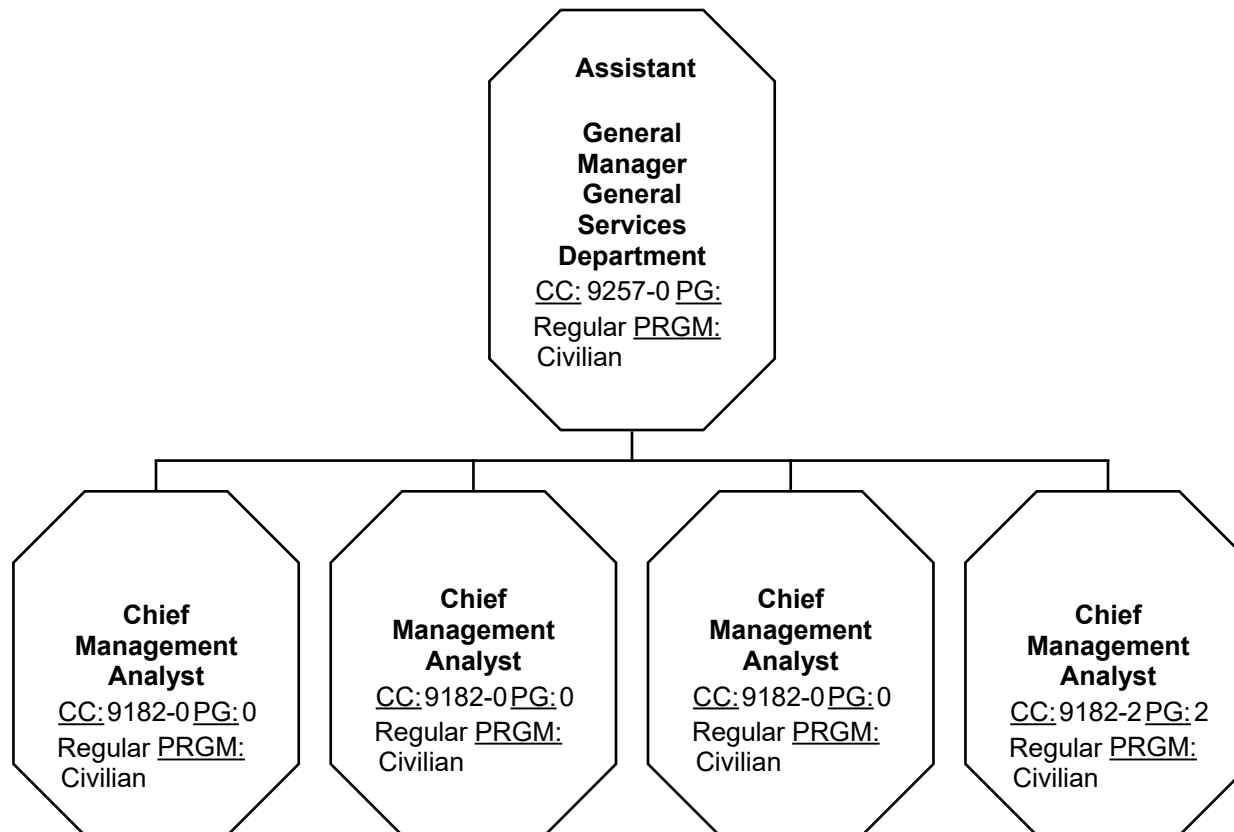 Assistant
General
Manager
General
Services
Department
CC: 9257-0 PG:
Regular PRGM:
Civilian
Chief
Management
Analyst
CC: 9182-0 PG: 0
Regular PRGM:
Civilian
Chief
Management
Analyst
CC: 9182-0 PG: 0
Regular PRGM:
Civilian
Chief
Management
Analyst
CC: 9182-0 PG: 0
Regular PRGM:
Civilian
Chief
Management
Analyst
CC: 9182-2 PG: 2
Regular PRGM:
Civilian